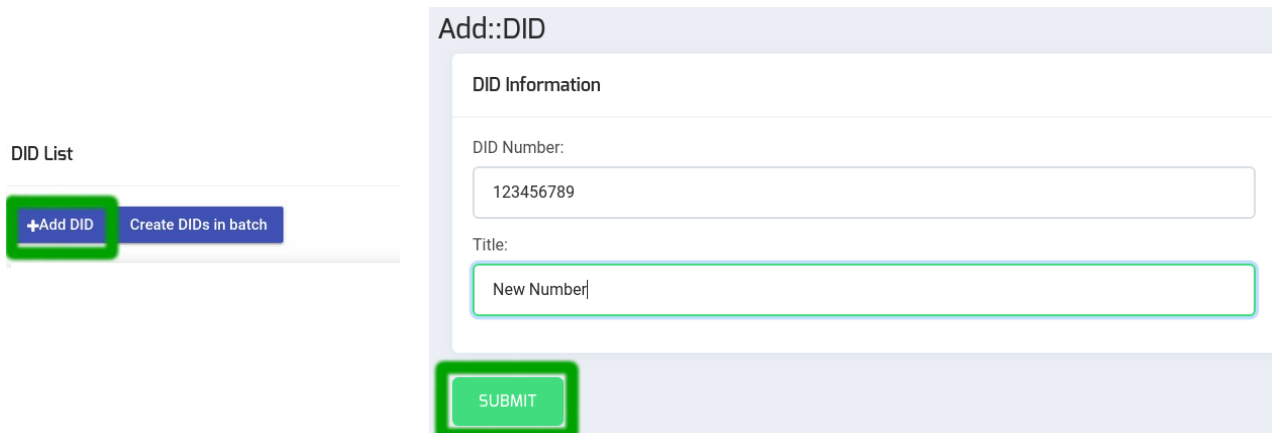 DID List
+Add DID
Create DIDs in batch
Add::DID
DID Information
DID Number:
123456789
Title:
New Number
SUBMIT